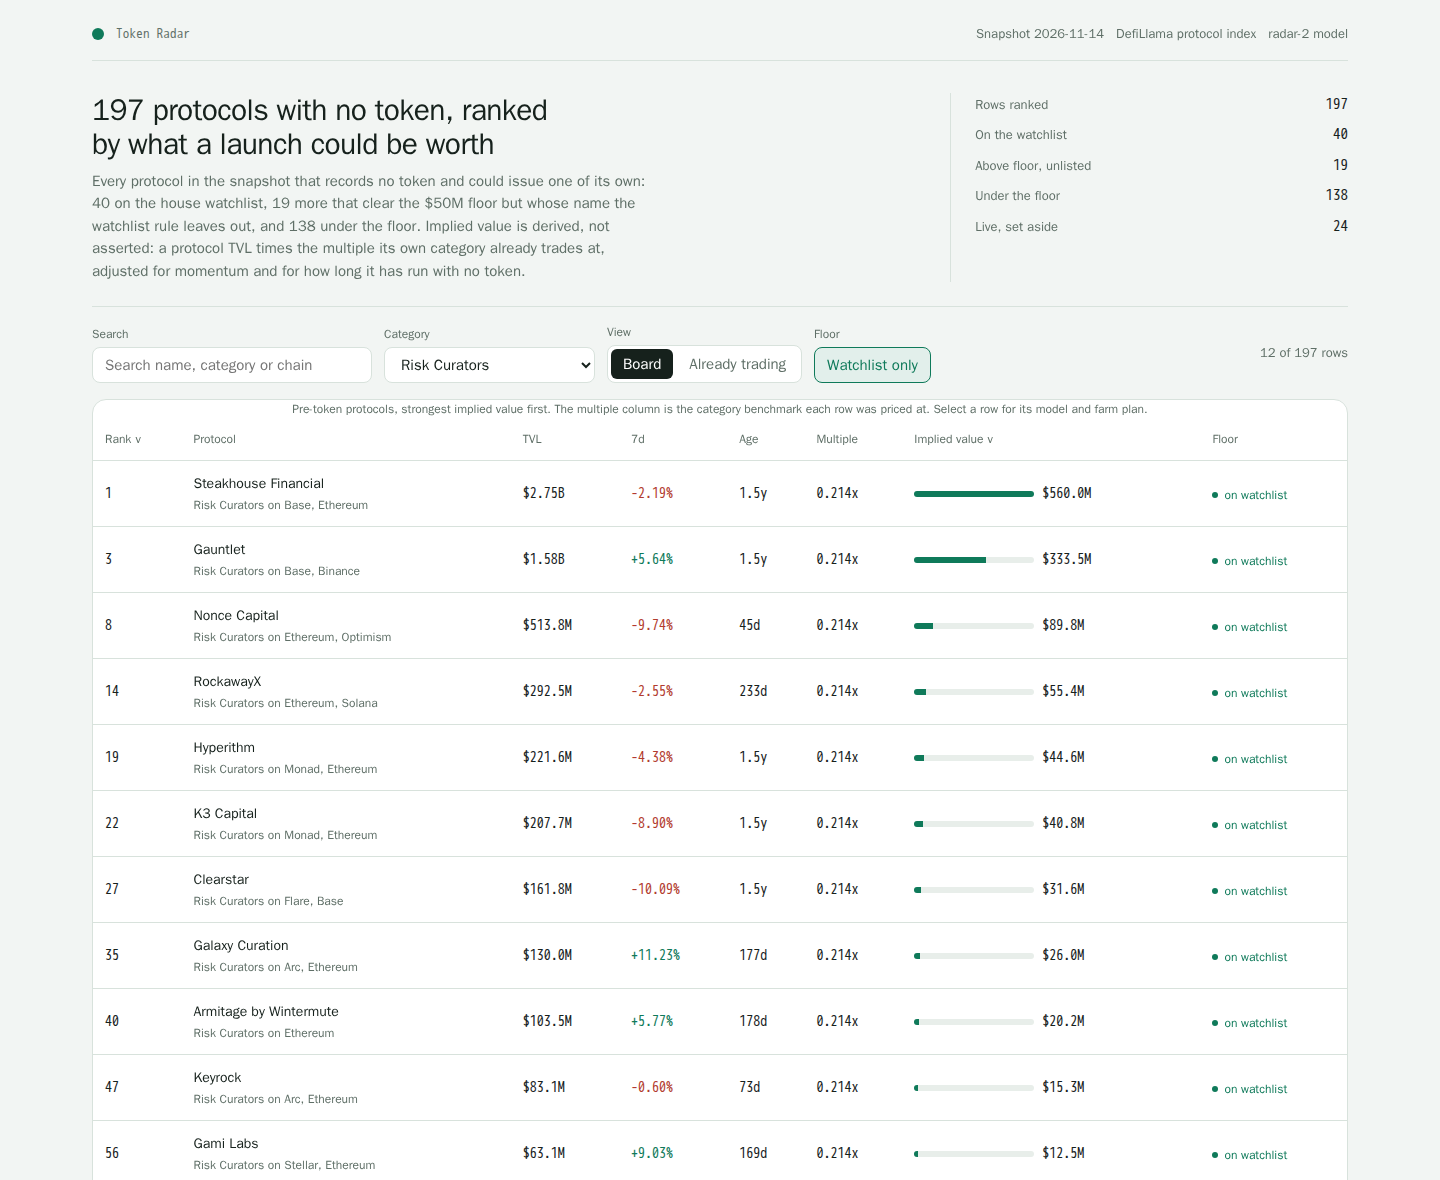 Token Radar
Snapshot 2026-11-14 DefiLlama protocol index radar-2 model
197 protocols with no token, ranked
by what a launch could be worth
Every protocol in the snapshot that records no token and could issue one of its own:
40 on the house watchlist, 19 more that clear the $50M floor but whose name the
watchlist rule leaves out, and 138 under the floor. Implied value is derived, not
asserted: a protocol TVL times the multiple its own category already trades at,
adjusted for momentum and for how long it has run with no token.
Rows ranked 197
On the watchlist 40
Above floor, unlisted 19
Under the floor 138
Live, set aside 24
Search Category View Floor
Search name, category or chain Risk Curators Board Already trading Watchlist only 12 of 197 rows
Pre-token protocols, strongest implied value first. The multiple column is the category benchmark each row was priced at. Select a row for its model and farm plan.
Rank v Protocol TVL 7d Age Multiple Implied value v Floor
1 Steakhouse Financial $2.75B -2.19% 1.5y 0.214x $560.0M on watchlist
Risk Curators on Base, Ethereum
3 Gauntlet $1.58B +5.64% 1.5y 0.214x $333.5M on watchlist
Risk Curators on Base, Binance
8 Nonce Capital $513.8M -9.74% 45d 0.214x $89.8M on watchlist
Risk Curators on Ethereum, Optimism
14 RockawayX $292.5M -2.55% 233d 0.214x $55.4M on watchlist
Risk Curators on Ethereum, Solana
19 Hyperithm $221.6M -4.38% 1.5y 0.214x $44.6M on watchlist
Risk Curators on Monad, Ethereum
22 K3 Capital $207.7M -8.90% 1.5y 0.214x $40.8M on watchlist
Risk Curators on Monad, Ethereum
27 Clearstar $161.8M -10.09% 1.5y 0.214x $31.6M on watchlist
Risk Curators on Flare, Base
35 Galaxy Curation $130.0M +11.23% 177d 0.214x $26.0M on watchlist
Risk Curators on Arc, Ethereum
40 Armitage by Wintermute $103.5M +5.77% 178d 0.214x $20.2M on watchlist
Risk Curators on Ethereum
47 Keyrock $83.1M -0.60% 73d 0.214x $15.3M on watchlist
Risk Curators on Arc, Ethereum
56 Gami Labs $63.1M +9.03% 169d 0.214x $12.5M on watchlist
Risk Curators on Stellar, Ethereum